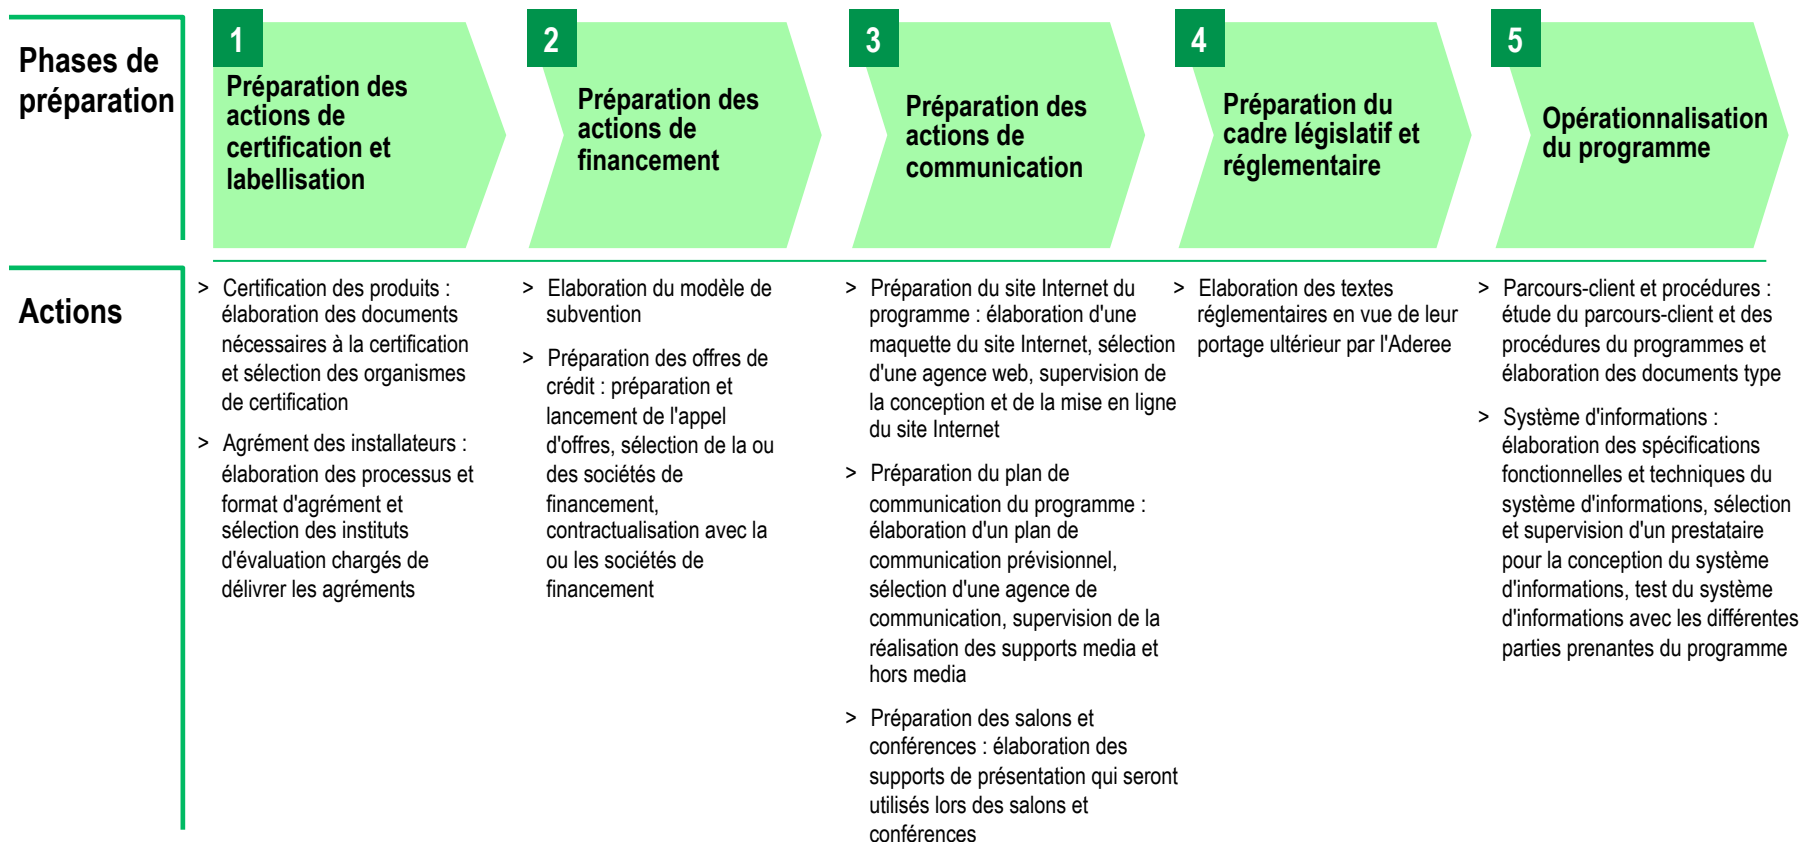 Phases de
préparation
1
Préparation des
actions de
certification et
labellisation
2
Préparation des
actions de
financement
3
Préparation des
actions de
communication
4
Préparation du
cadre législatif et
réglementaire
5
Opérationnalisation
du programme
Actions
> Certification des produits :
élaboration des documents
nécessaires à la certification
et sélection des organismes
de certification
> Agrément des installateurs :
élaboration des processus et
format d'agrément et
sélection des instituts
d'évaluation chargés de
délivrer les agréments
> Elaboration du modèle de
subvention
> Préparation des offres de
crédit : préparation et
lancement de l'appel
d'offres, sélection de la ou
des sociétés de
financement,
contractualisation avec la
ou les sociétés de
financement
> Préparation du site Internet du
programme : élaboration d'une
maquette du site Internet, sélection
d'une agence web, supervision de
la conception et de la mise en ligne
du site Internet
> Préparation du plan de
communication du programme :
élaboration d'un plan de
communication prévisionnel,
sélection d'une agence de
communication, supervision de la
réalisation des supports media et
hors media
> Préparation des salons et
conférences : élaboration des
supports de présentation qui seront
utilisés lors des salons et
conférences
> Elaboration des textes
réglementaires en vue de leur
portage ultérieur par l'Aderee
> Parcours-client et procédures :
étude du parcours-client et des
procédures du programmes et
élaboration des documents type
> Système d'informations :
élaboration des spécifications
fonctionnelles et techniques du
système d'informations, sélection
et supervision d'un prestataire
pour la conception du système
d'informations, test du système
d'informations avec les différentes
parties prenantes du programme